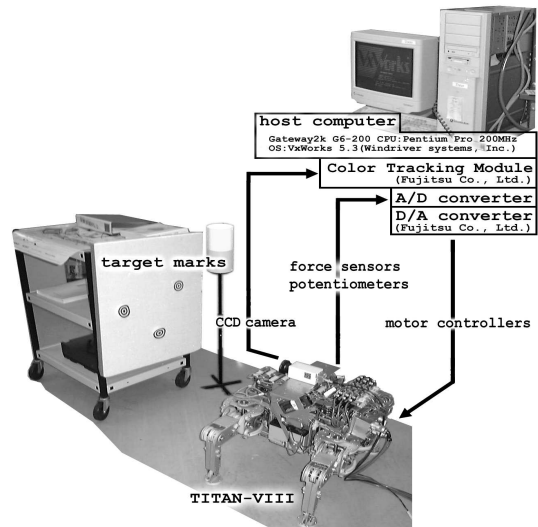 VxWorks
host computer
Gateway2k G6-200 CPU:Pentium Pro 200MHz
OS:VxWorks 5.3(Windriver systems, Inc.)
Color Tracking Module
(Fujitsu Co., Ltd.)
A/D converter
D/A converter
(Fujitsu Co., Ltd.)
target marks
force sensors
potentiometers
CCD camera
motor controllers
TITAN-VIII